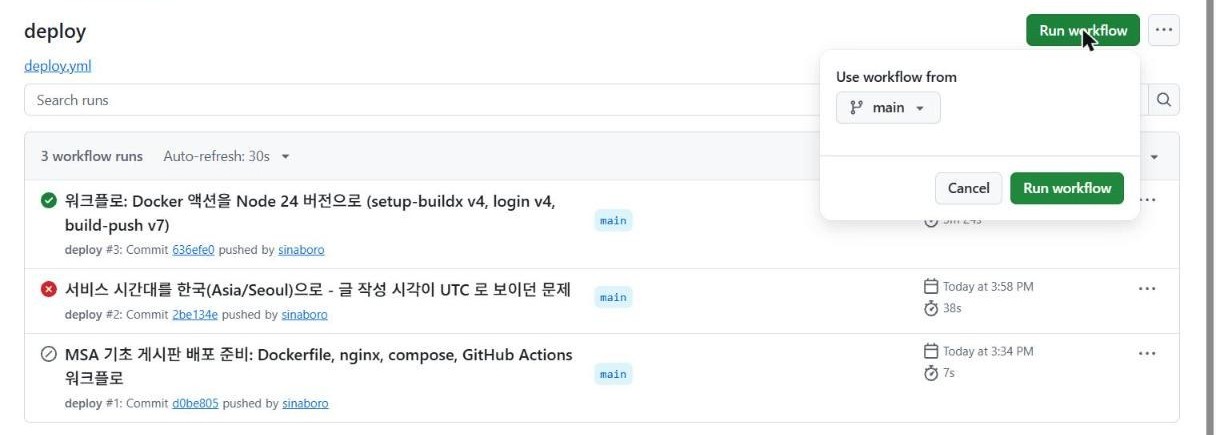 deploy
Run workflow
deploy.yml
Search runs
Use workflow from
main
Cancel
Run workflow
3 workflow runs
Auto-refresh: 30s
워크플로: Docker 액션을 Node 24 버전으로 (setup-buildx v4, login v4,
build-push v7)
main
deploy #3: Commit 636efe0 pushed by sinaboro
서비스 시간대를 한국(Asia/Seoul)으로 - 글 작성 시각이 UTC 로 보이던 문제
main
Today at 3:58 PM
deploy #2: Commit 2be134e pushed by sinaboro
38s
MSA 기초 게시판 배포 준비: Dockerfile, nginx, compose, GitHub Actions
워크플로
main
Today at 3:34 PM
7s
deploy #1: Commit d0be805 pushed by sinaboro